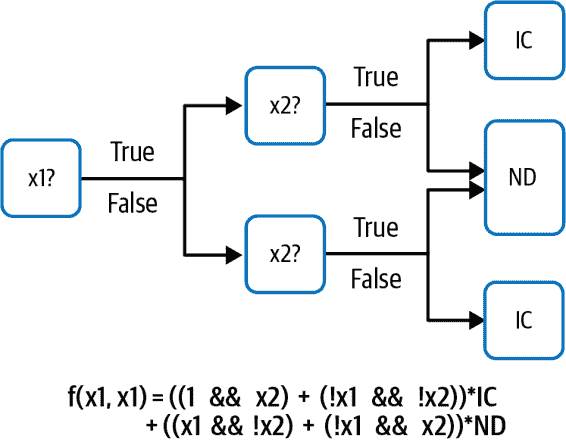 IC
True
x2?
False
True
x1?
ND
False
True
x2?
False
IC
f(x1, x1) = ((1 && x2) + (!x1 && !x2))*IC
+ ((x1 && !x2) + (!x1 && x2))*ND